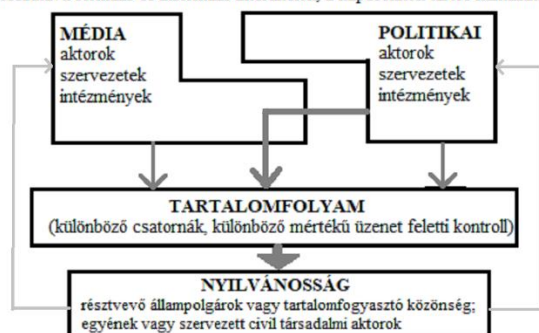 MÉDIA
aktorok
szervezetek
intézmények
POLITIKAI
aktorok
szervezetek
intézmények
TARTALOMFOLYAM
(különböző csatornák, különböző mértékű üzenet feletti kontroll)
NYILVÁNOSSÁG
résztvevő állampolgárok vagy tartalomfogyasztó közönség;
egyének vagy szervezett civil társadalmi aktorok